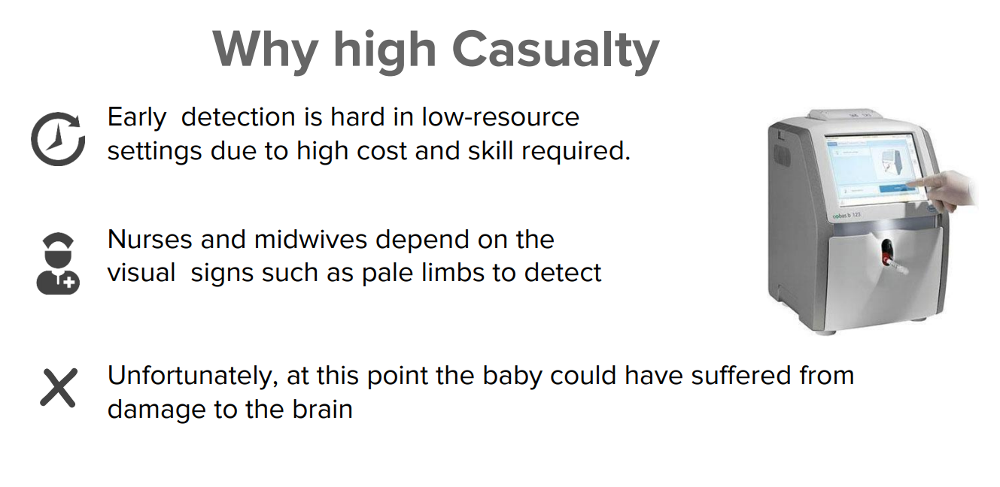 Why high Casualty
Early  detection is hard in low-resource
settings due to high cost and skill required.
Nurses and midwives depend on the
visual  signs such as pale limbs to detect
Unfortunately, at this point the baby could have suffered from
damage to the brain
cobas b 123